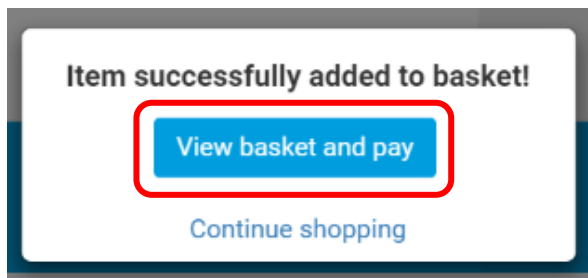 Item successfully added to basket!
View basket and pay
Continue shopping